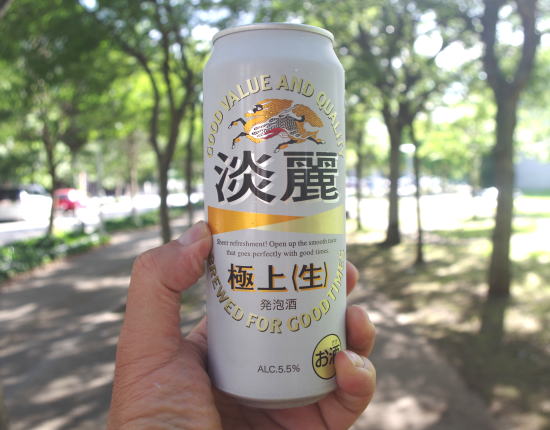 GOOD VALUE AND QUALITY
淡麗
Sheer refreshment! Open up the smooth taste
that goes perfectly with good times.
極上〈生〉
発泡酒
BREWED FOR GOOD TIMES
お酒
ALC.5.5%